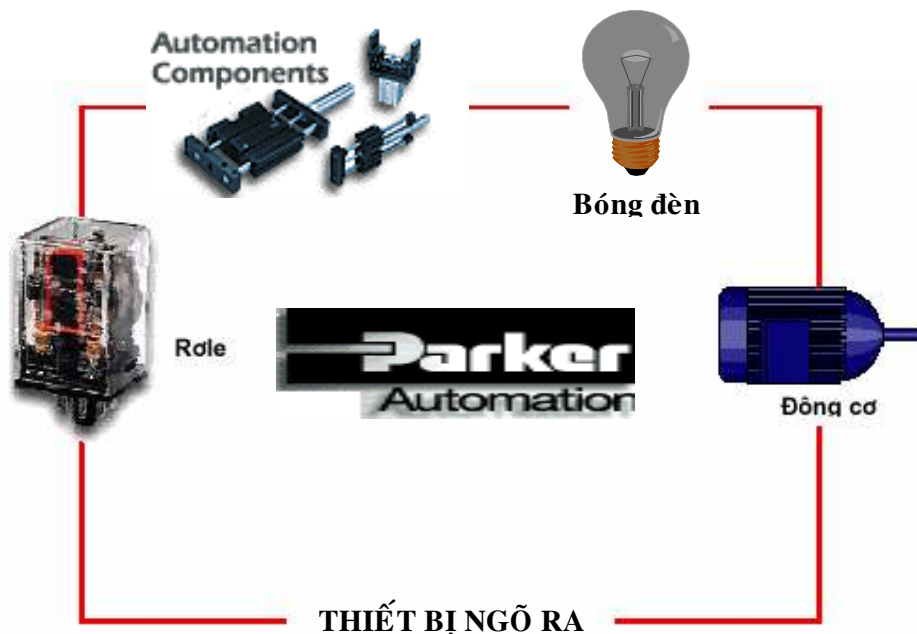 Automation
Components
Bóng đèn
Rơle
Parker
Automation
Đông cơ
THIẾT BỊ NGÕ RA